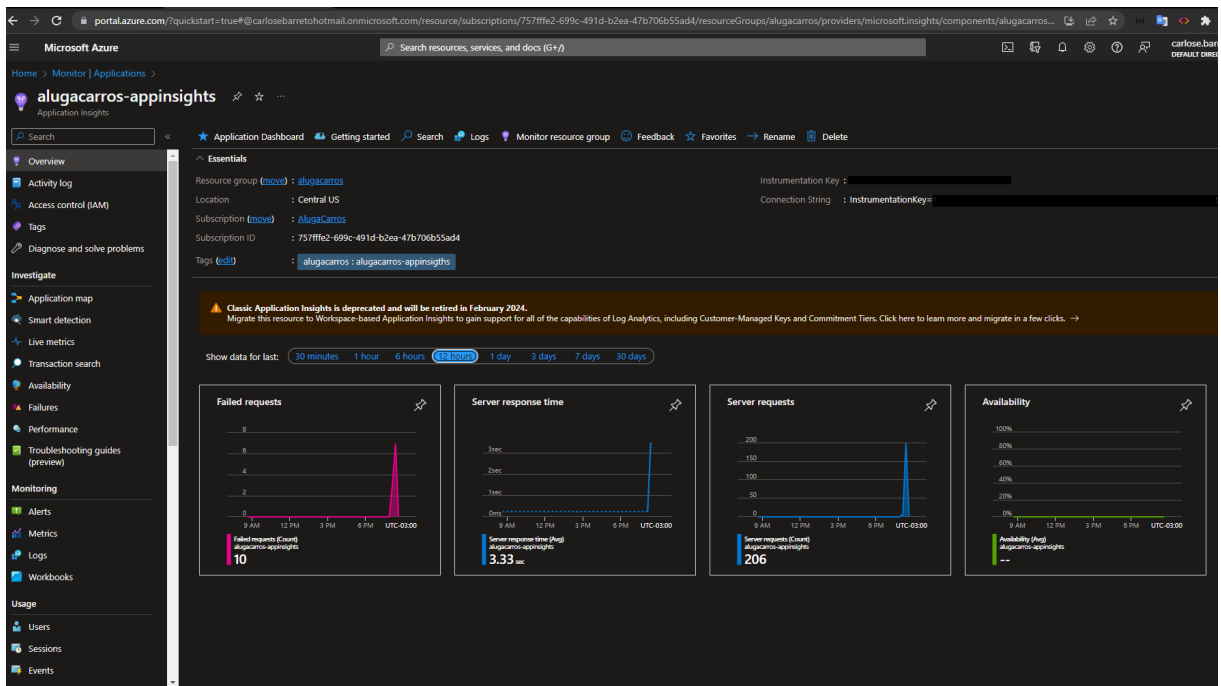 portal.azure.com/?quickstart=true#@carlosebarretohotmail.onmicrosoft.com/resource/subscriptions/757fffe2-699c-491d-b2ea-47b706b55ad4/resourceGroups/alugacarros/providers/microsoft.insights/components/alugacarros...
Microsoft Azure
Search resources, services, and docs (G+/)
carlose.bar
DEFAULT DIREC
Home > Monitor | Applications >
alugacarros-appinsights
Application Insights
Search
«
Application Dashboard Getting started Search Logs Monitor resource group Feedback Favorites Rename Delete
Overview
Activity log
Access control (IAM)
Tags
Diagnose and solve problems
Investigate
Application map
Smart detection
Live metrics
Transaction search
Availability
Failures
Performance
Troubleshooting guides
(preview)
Monitoring
Alerts
Metrics
Logs
Workbooks
Usage
Users
Sessions
Events
Essentials
Resource group (move) : alugacarros
Location : Central US
Subscription (move) : AlugaCarros
Subscription ID : 757fffe2-699c-491d-b2ea-47b706b55ad4
Tags (edit) : alugacarros : alugacarros-appinsigths
Instrumentation Key :
Connection String : InstrumentationKey=
Classic Application Insights is deprecated and will be retired in February 2024.
Migrate this resource to Workspace-based Application Insights to gain support for all of the capabilities of Log Analytics, including Customer-Managed Keys and Commitment Tiers. Click here to learn more and migrate in a few clicks. →
Show data for last: 30 minutes 1 hour 6 hours 12 hours 1 day 3 days 7 days 30 days
Failed requests
8
6
4
2
0
9 AM 12 PM 3 PM 6 PM UTC-03:00
Failed requests (Count)
alugacarros-appinsights
10
Server response time
3sec
2sec
1sec
0ms
9 AM 12 PM 3 PM 6 PM UTC-03:00
Server response time (Avg)
alugacarros-appinsights
3.33 sec
Server requests
200
150
100
50
0
9 AM 12 PM 3 PM 6 PM UTC-03:00
Server requests (Count)
alugacarros-appinsights
206
Availability
100%
80%
60%
40%
20%
0%
9 AM 12 PM 3 PM 6 PM UTC-03:00
Availability (Avg)
alugacarros-appinsights
--